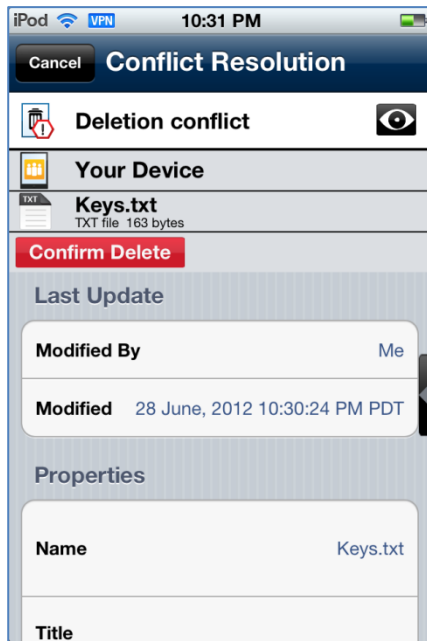 iPod VPN 10:31 PM
Cancel Conflict Resolution
Deletion conflict
Your Device
TXT
Keys.txt
TXT file 163 bytes
Confirm Delete
Last Update
Modified By Me
Modified 28 June, 2012 10:30:24 PM PDT
Properties
Name Keys.txt
Title